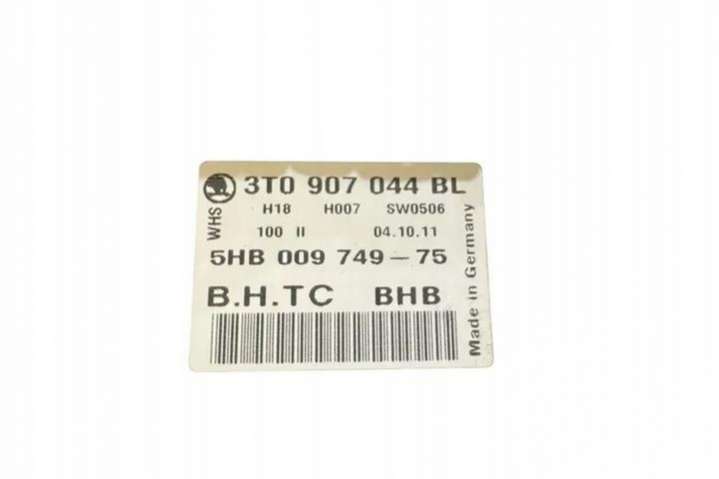 3T0 907 044 BL
H18 H007 SW0506
WHS
100 II 04.10.11
5HB 009 749-75
B.H.TC BHB
Made in Germany